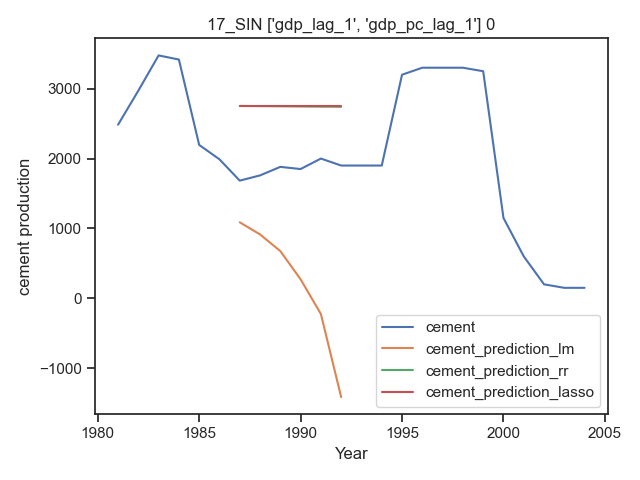 17_SIN ['gdp_lag_1', 'gdp_pc_lag_1'] 0
cement production
3000
2000
1000
0
−1000
cement
cement_prediction_lm
cement_prediction_rr
cement_prediction_lasso
1980
1985
1990
1995
2000
2005
Year